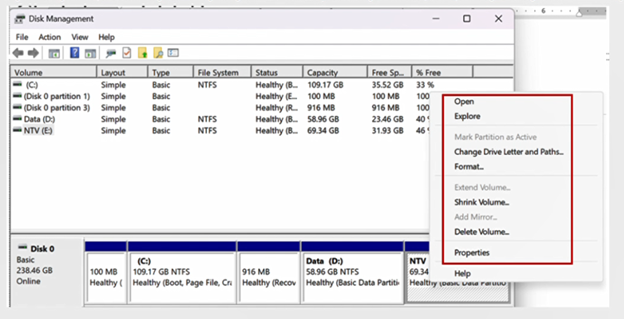 6
Disk Management
File Action View Help
Volume Layout Type File System Status Capacity Free Sp... % Free
(C:) Simple Basic NTFS Healthy (B... 109.17 GB 35.52 GB 33 %
(Disk 0 partition 1) Simple Basic Healthy (E... 100 MB 100 MB 100
(Disk 0 partition 3) Simple Basic Healthy (R... 916 MB 916 MB 100
Data (D:) Simple Basic NTFS Healthy (B... 58.96 GB 23.46 GB 40 %
NTV (E:) Simple Basic NTFS Healthy (B... 69.34 GB 31.93 GB 46 %
Open
Explore
Mark Partition as Active
Change Drive Letter and Paths...
Format...
Extend Volume...
Shrink Volume...
Add Mirror...
Delete Volume...
Properties
Help
Disk 0
Basic
238.46 GB
Online
100 MB
Healthy (
(C:)
109.17 GB NTFS
Healthy (Boot, Page File, Cra
916 MB
Healthy (Recov
Data (D:)
58.96 GB NTFS
Healthy (Basic Data Partiti
NTV
69.34
Healthy (Basic Data Partitio